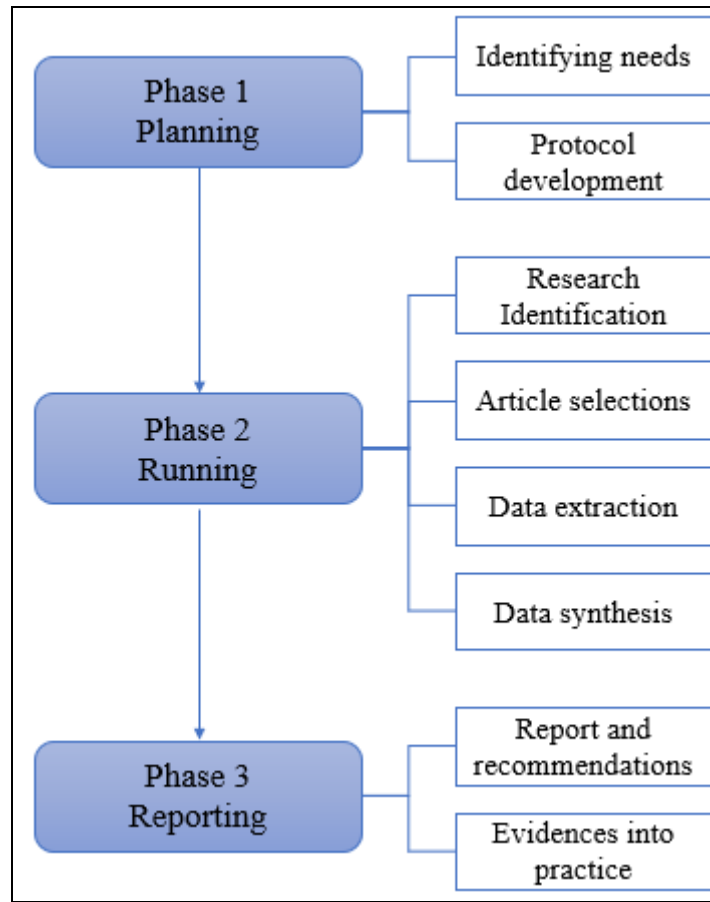 Phase 1
Planning
Identifying needs
Protocol
development
Phase 2
Running
Research
Identification
Article selections
Data extraction
Data synthesis
Phase 3
Reporting
Report and
recommendations
Evidences into
practice